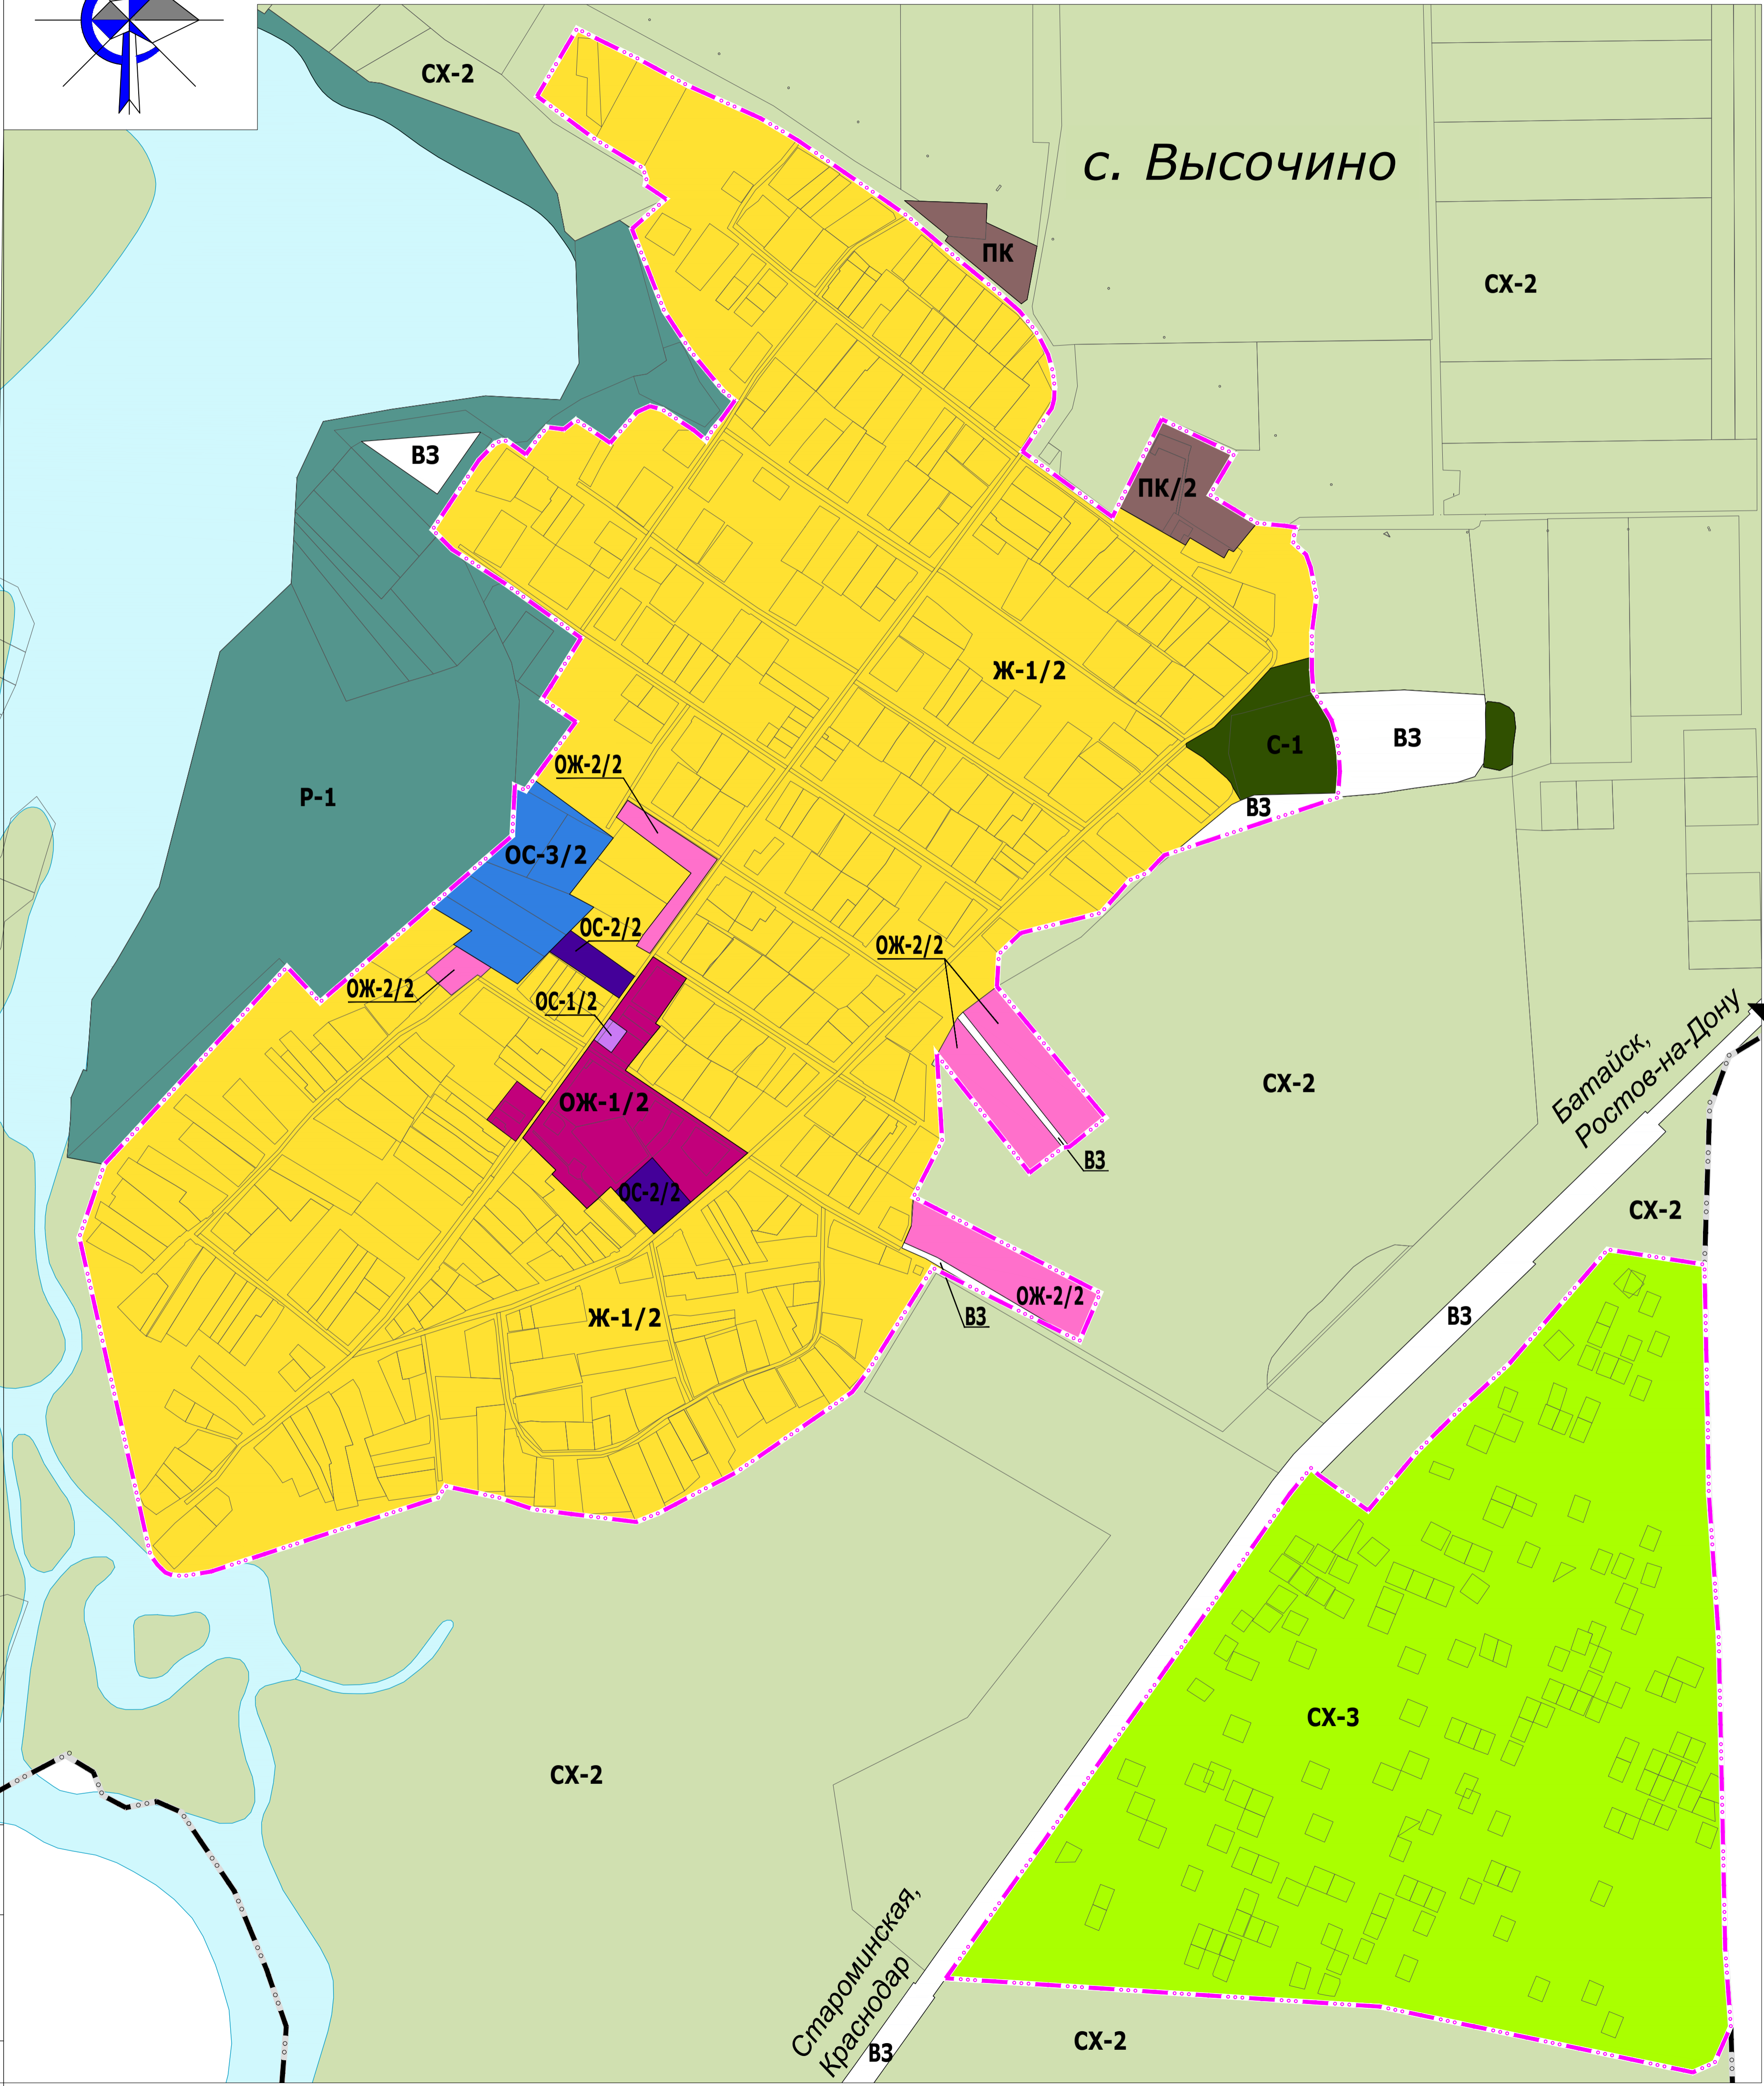 СХ-2
с. Высочино
ПК
СХ-2
ВЗ
ПК/2
Ж-1/2
С-1
ВЗ
ОЖ-2/2
Р-1
ВЗ
ОС-3/2
ОС-2/2
ОЖ-2/2
ОЖ-2/2
ОС-1/2
Батайск,
Ростов-на-Дону
СХ-2
ОЖ-1/2
ВЗ
ОС-2/2
СХ-2
ОЖ-2/2
ВЗ
Ж-1/2
ВЗ
СХ-3
СХ-2
Староминская,
Краснодар
СХ-2
ВЗ